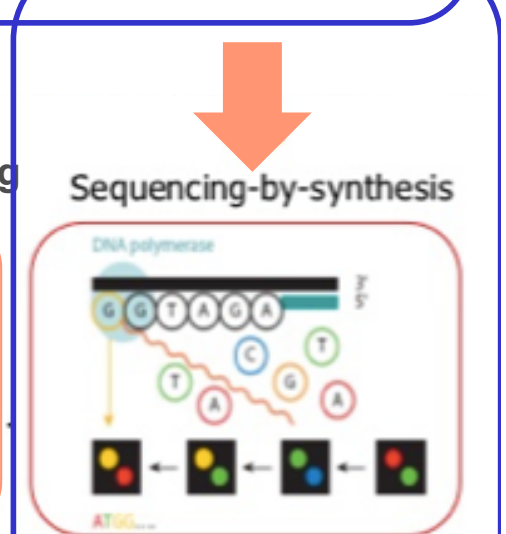 g
Sequencing-by-synthesis
DNA polymerase
3'
5'
G G T A G A
C T
T G
A A
ATGG....